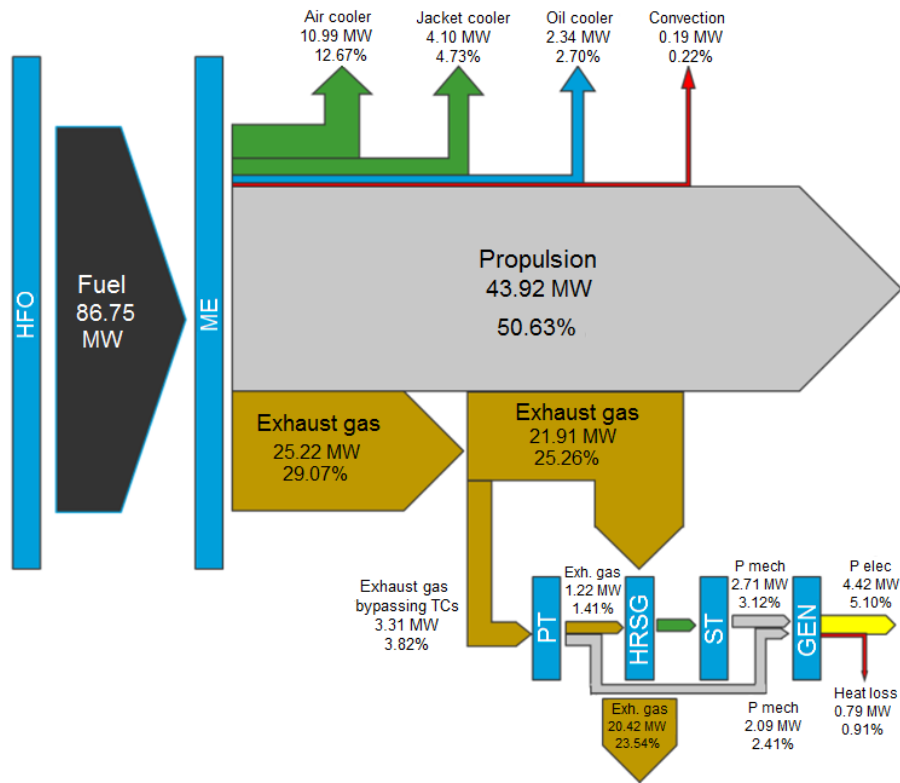 Air cooler
10.99 MW
12.67%
Jacket cooler
4.10 MW
4.73%
Oil cooler
2.34 MW
2.70%
Convection
0.19 MW
0.22%
HFO
Fuel
86.75
MW
ME
Propulsion
43.92 MW
50.63%
Exhaust gas
25.22 MW
29.07%
Exhaust gas
21.91 MW
25.26%
Exhaust gas
bypassing TCs
3.31 MW
3.82%
PT
Exh. gas
1.22 MW
1.41%
HRSG
ST
P mech
2.71 MW
3.12%
GEN
P elec
4.42 MW
5.10%
Exh. gas
20.42 MW
23.54%
P mech
2.09 MW
2.41%
Heat loss
0.79 MW
0.91%